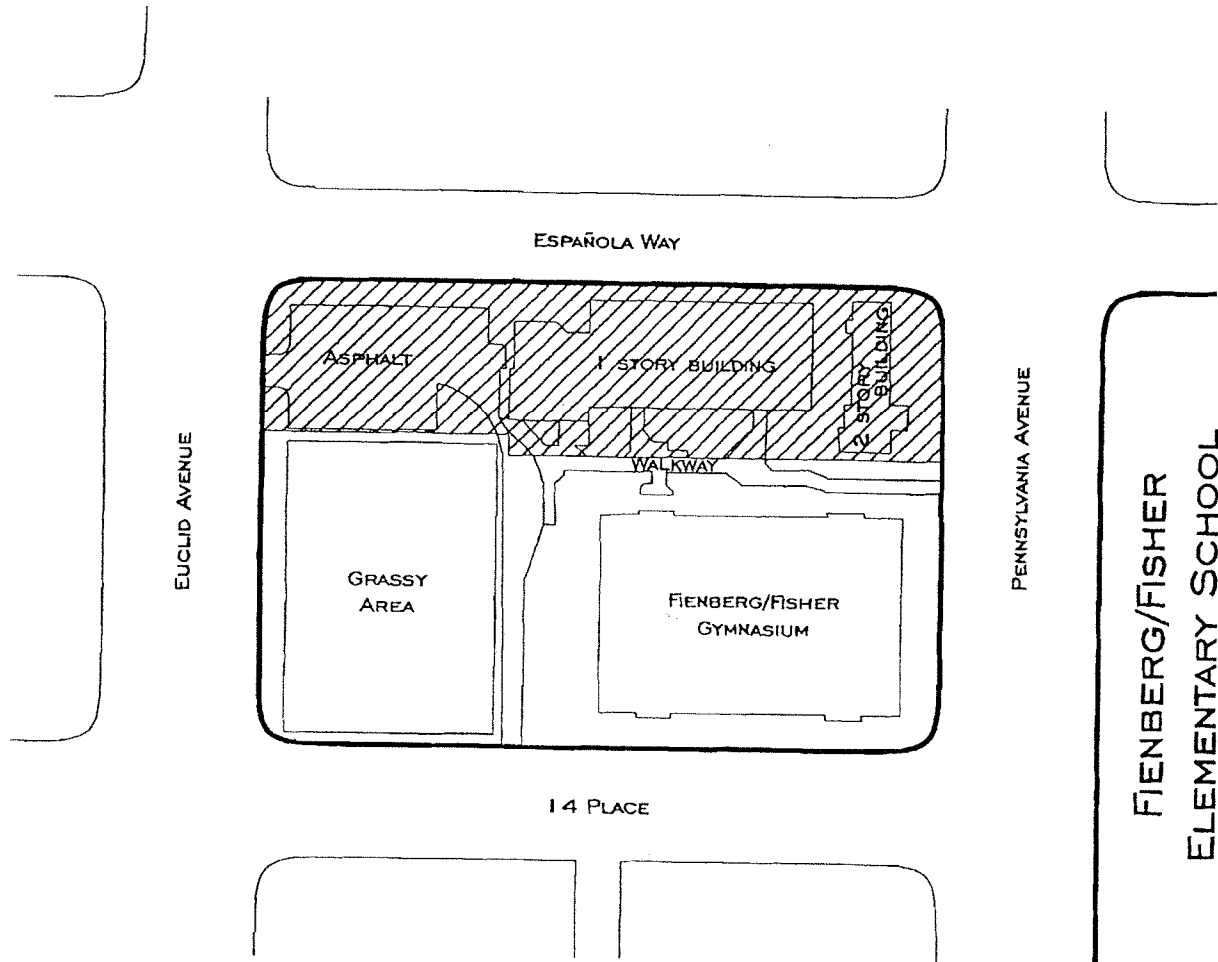 ESPAÑOLA WAY
ASPHALT
1 STORY BUILDING
2 STORY
BUILDING
WALKWAY
EUCLID AVENUE
PENNSYLVANIA AVENUE
GRASSY
AREA
FIENBERG/FISHER
GYMNASIUM
FIENBERG/FISHER
ELEMENTARY SCHOOL
14 PLACE